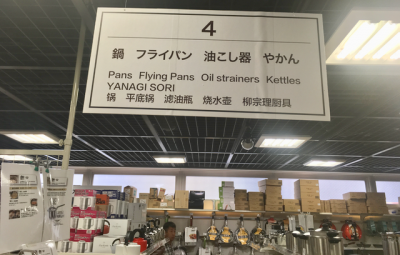 4
鍋 フライパン 油こし器 やかん
Pans Flying Pans Oil strainers Kettles
YANAGI SORI
锅 平底锅 滤油瓶 烧水壶 柳宗理厨具